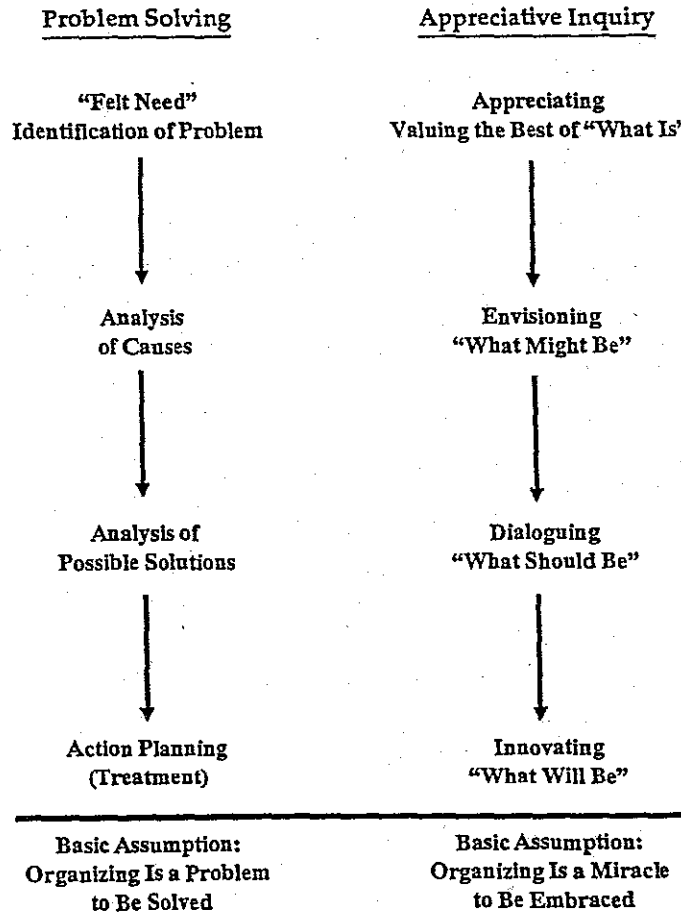 Problem Solving
"Felt Need"
Identification of Problem
Analysis
of Causes
Analysis of
Possible Solutions
Action Planning
(Treatment)
Basic Assumption:
Organizing Is a Problem
to Be Solved
Appreciative Inquiry
Appreciating
Valuing the Best of "What Is"
Envisioning
"What Might Be"
Dialoguing
"What Should Be"
Innovating
"What Will Be"
Basic Assumption:
Organizing Is a Miracle
to Be Embraced